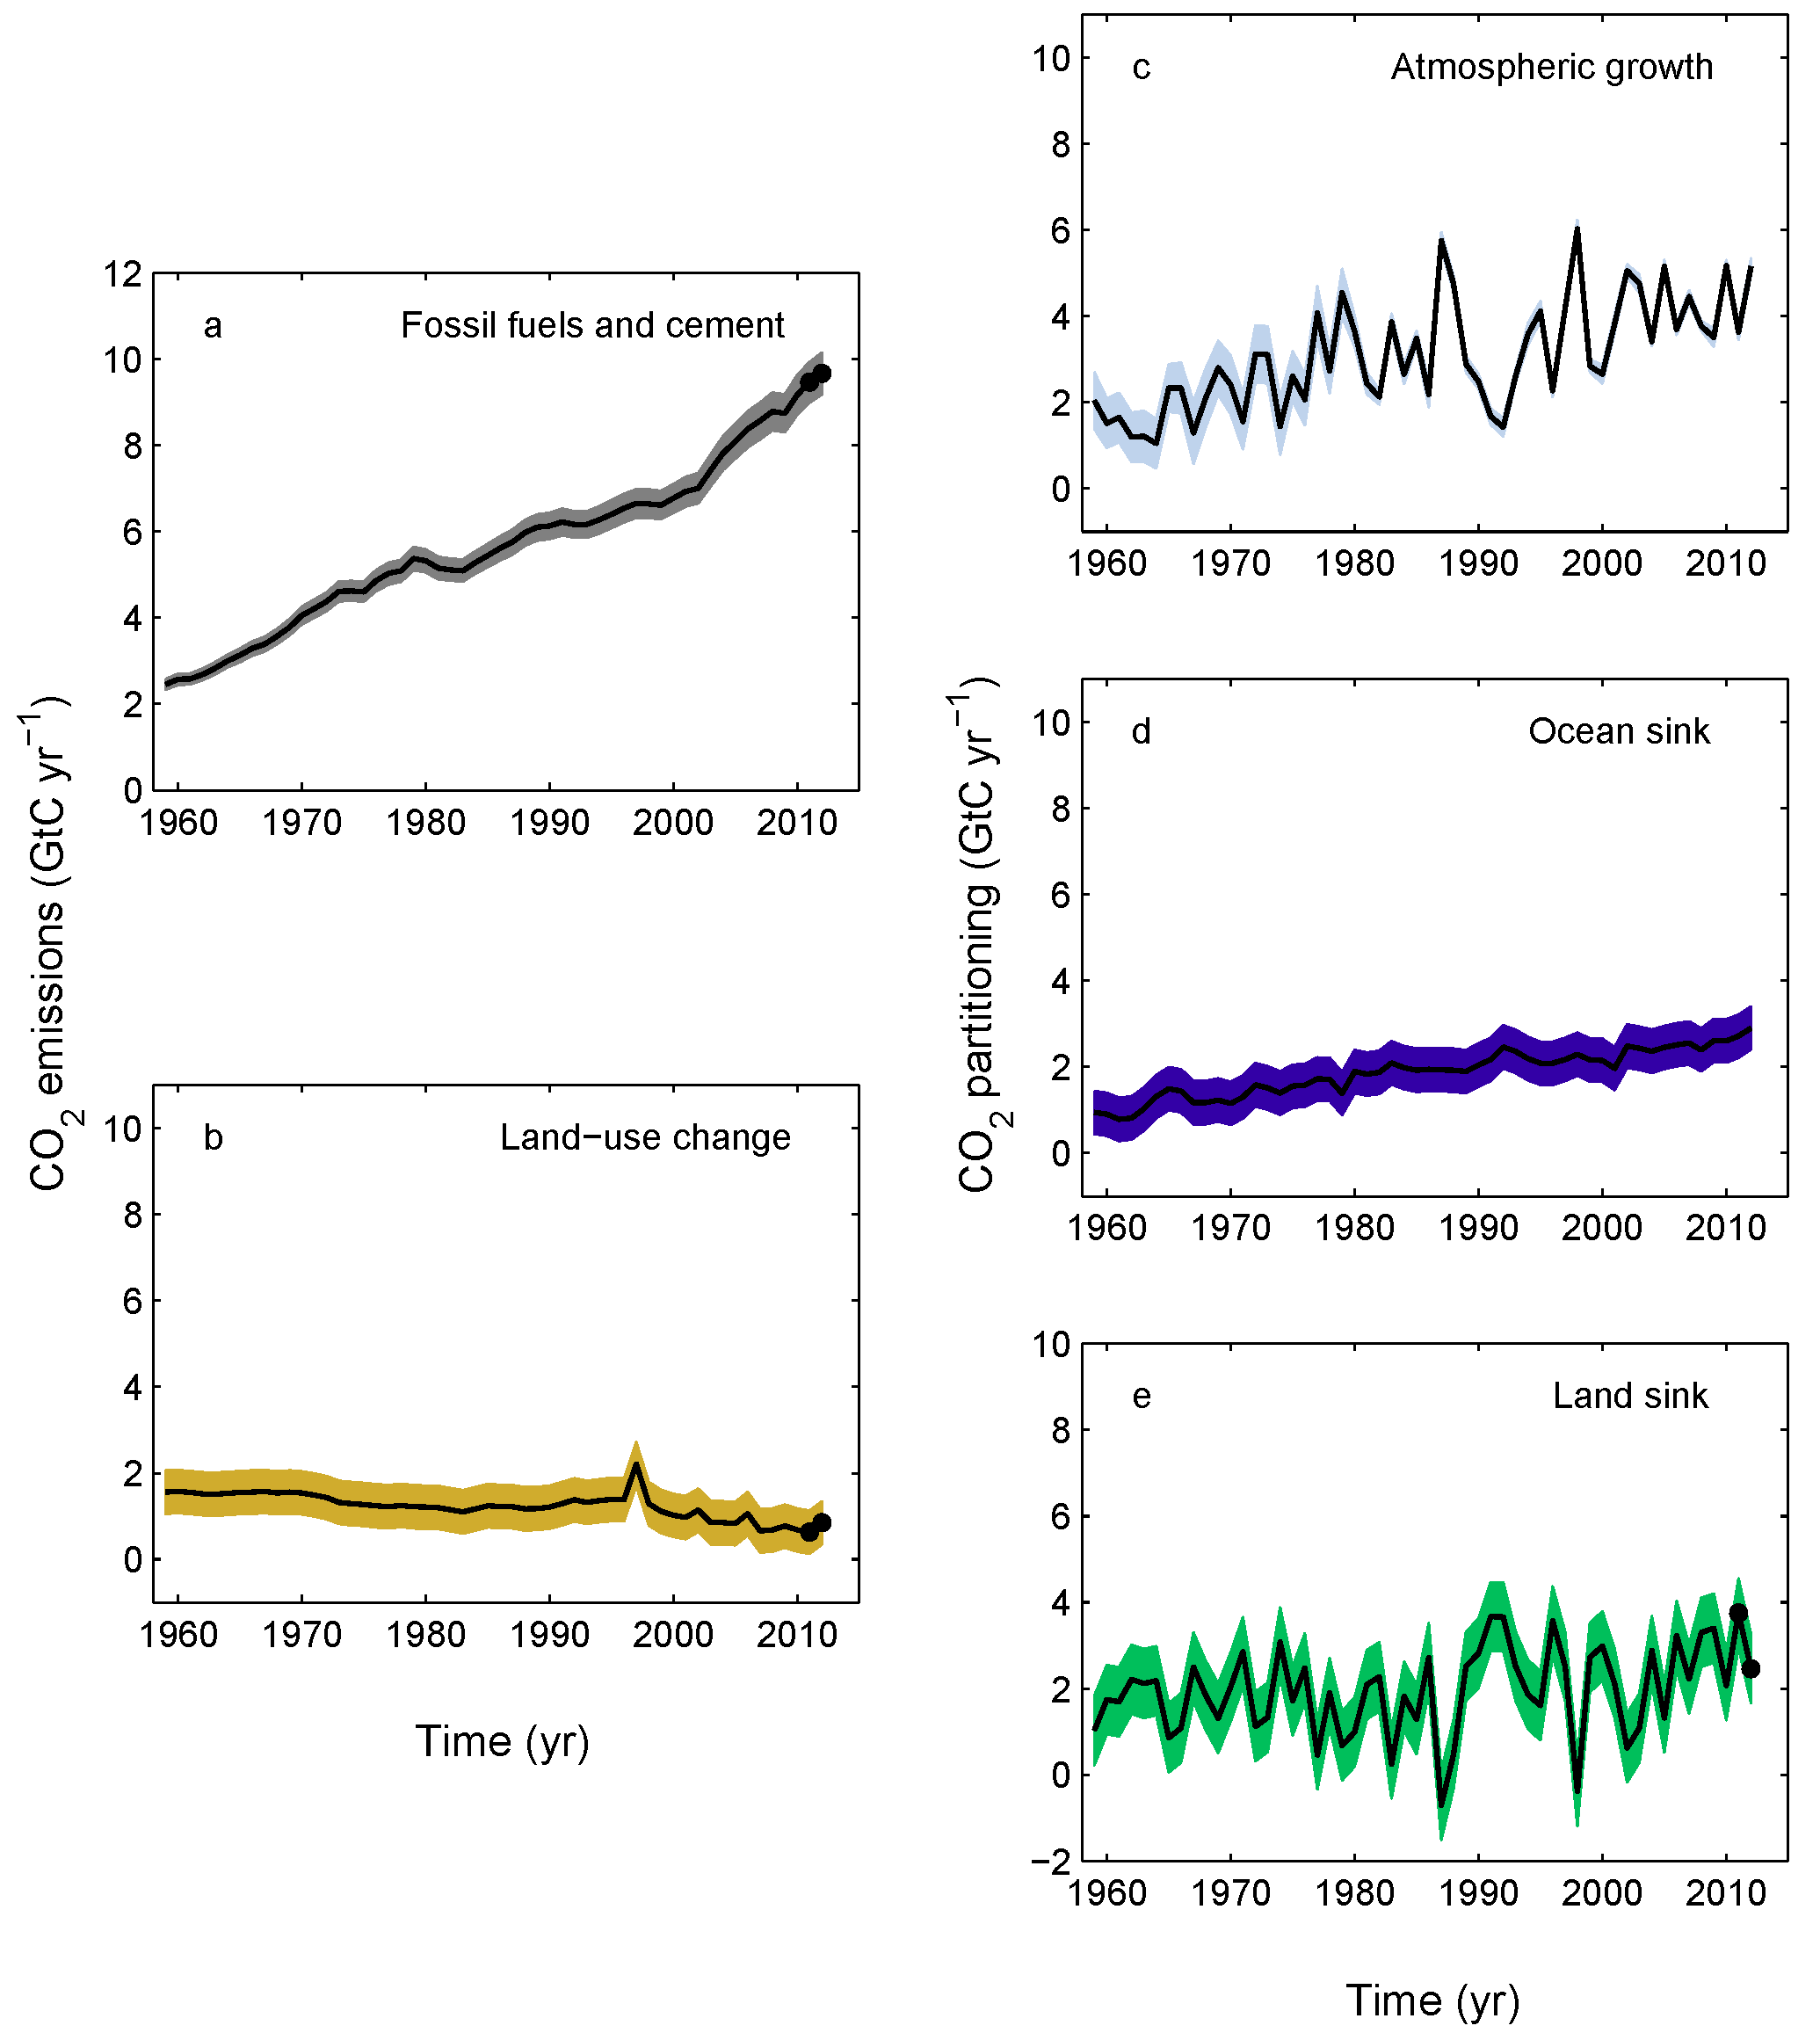 CO2 emissions (GtC yr−1)
a Fossil fuels and cement
12
10
8
6
4
2
0
1960 1970 1980 1990 2000 2010
b Land−use change
10
8
6
4
2
0
1960 1970 1980 1990 2000 2010
Time (yr)
CO2 partitioning (GtC yr−1)
c Atmospheric growth
10
8
6
4
2
0
1960 1970 1980 1990 2000 2010
d Ocean sink
10
8
6
4
2
0
1960 1970 1980 1990 2000 2010
e Land sink
10
8
6
4
2
0
−2
1960 1970 1980 1990 2000 2010
Time (yr)